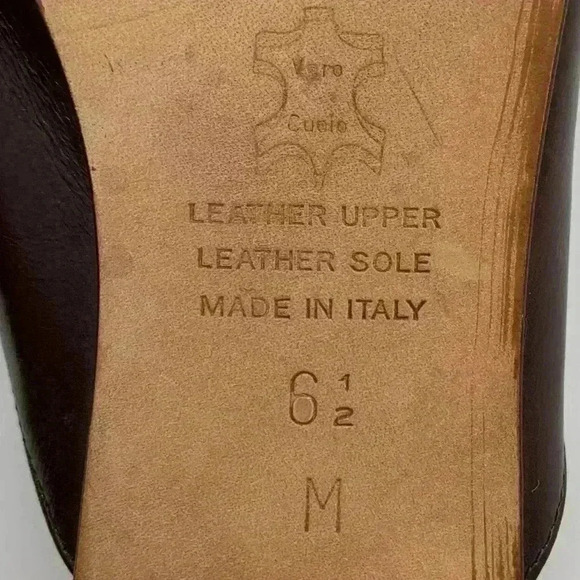 Vero
Cuoio
LEATHER UPPER
LEATHER SOLE
MADE IN ITALY
6 ½
M